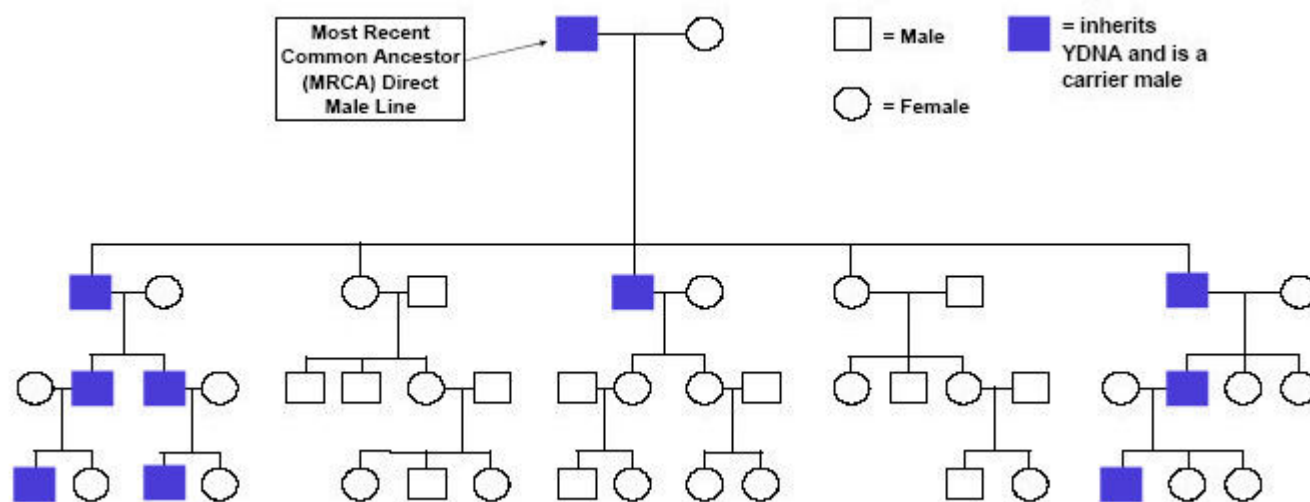 Most Recent
Common Ancestor
(MRCA) Direct
Male Line
= Male
= Female
= inherits
YDNA and is a
carrier male